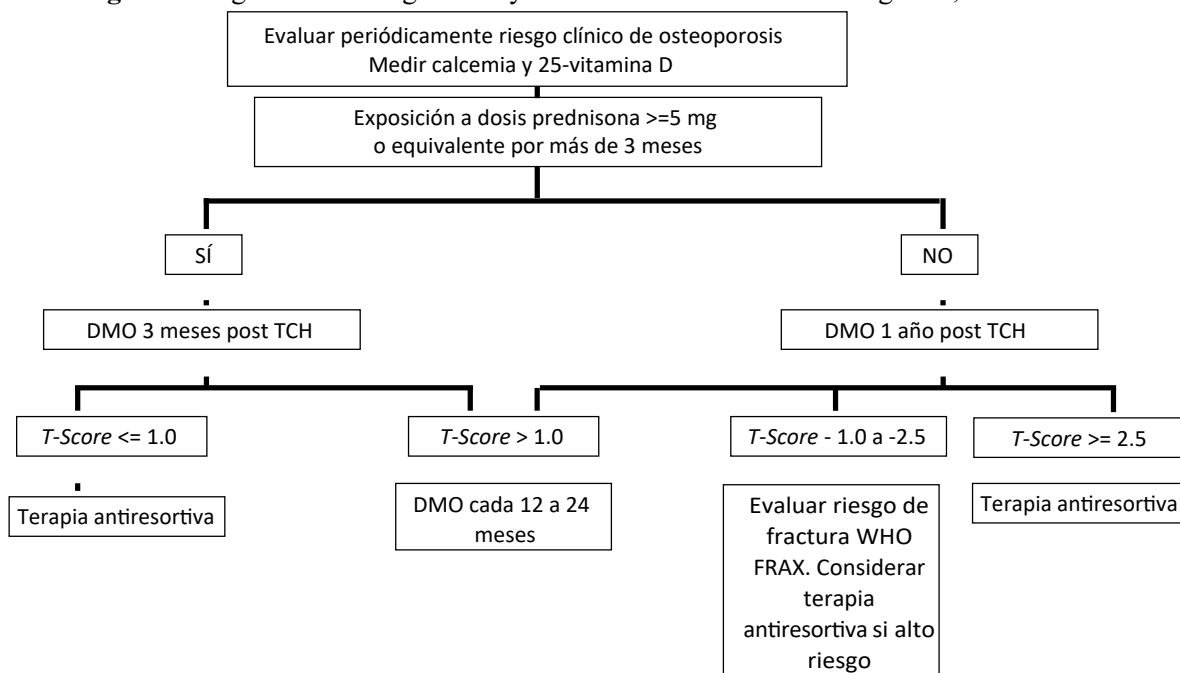 Evaluar periódicamente riesgo clínico de osteoporosis
Medir calcemia y 25-vitamina D
Exposición a dosis prednisona >=5 mg
o equivalente por más de 3 meses
SÍ
NO
DMO 3 meses post TCH
DMO 1 año post TCH
T-Score <= 1.0
T-Score > 1.0
T-Score - 1.0 a -2.5
T-Score >= 2.5
Terapia antiresortiva
DMO cada 12 a 24
meses
Evaluar riesgo de
fractura WHO
FRAX. Considerar
terapia
antiresortiva si alto
riesgo
Terapia antiresortiva